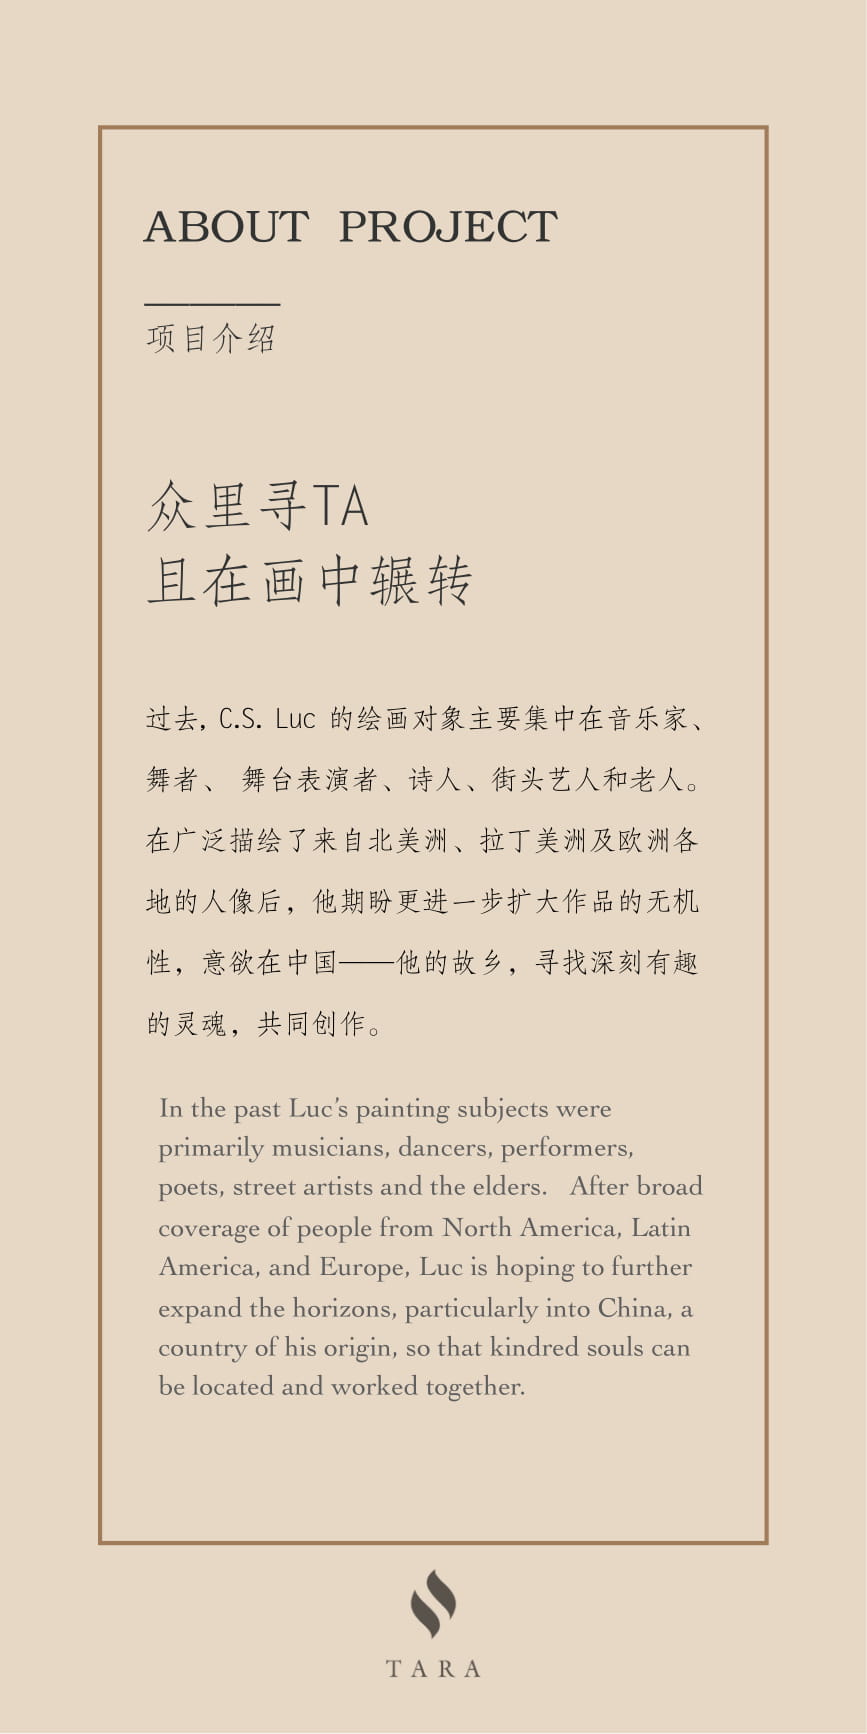 ABOUT PROJECT
项目介绍
众里寻TA
且在画中辗转
过去, C.S. Luc 的绘画对象主要集中在音乐家、
舞者、 舞台表演者、诗人、街头艺人和老人。
在广泛描绘了来自北美洲、拉丁美洲及欧洲各
地的人像后，他期盼更进一步扩大作品的无机
性，意欲在中国——他的故乡，寻找深刻有趣
的灵魂，共同创作。
In the past Luc’s painting subjects were
primarily musicians, dancers, performers,
poets, street artists and the elders. After broad
coverage of people from North America, Latin
America, and Europe, Luc is hoping to further
expand the horizons, particularly into China, a
country of his origin, so that kindred souls can
be located and worked together.
TARA